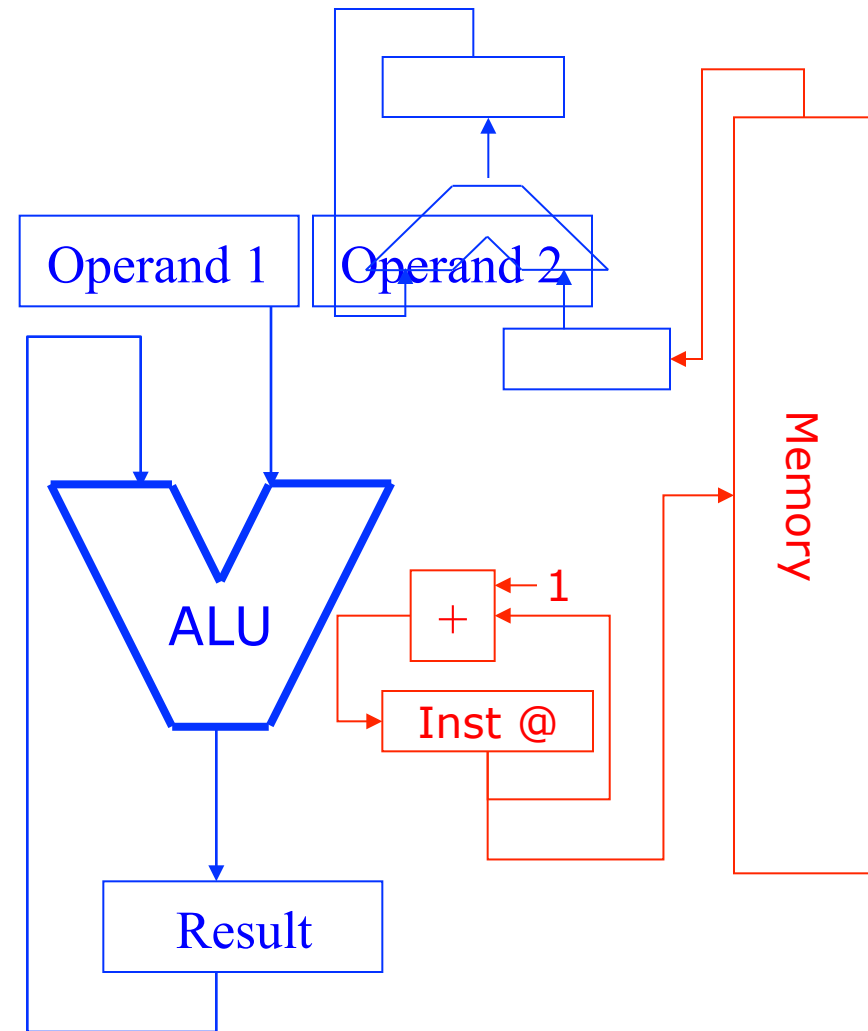 Operand 1
Operand 2
Memory
ALU
1
+
Inst @
Result